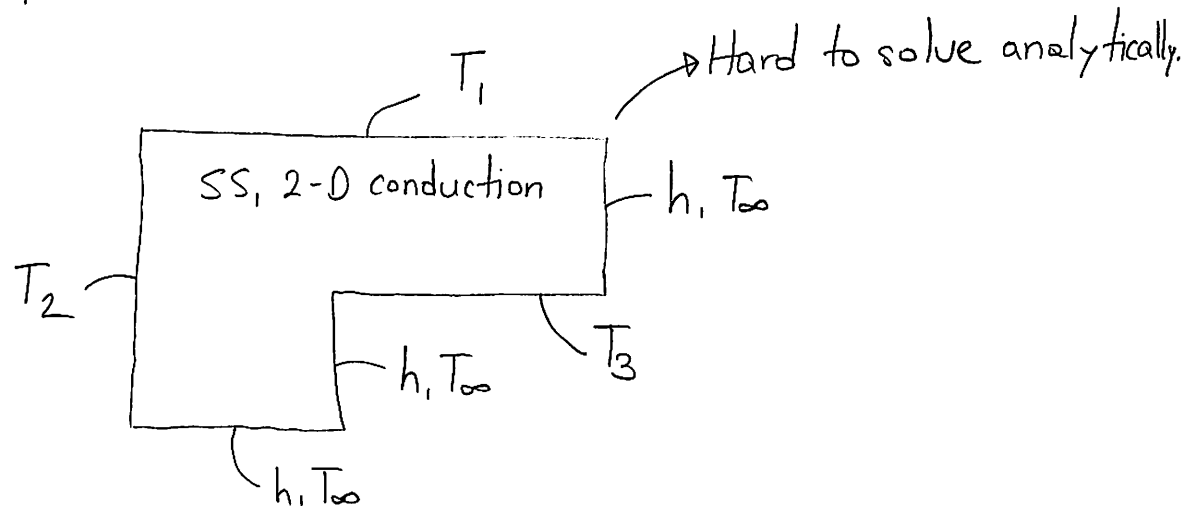 T₁
→ Hard to solve analytically.
SS, 2-D conduction
h, T∞
T₂
T₃
h, T∞
h, T∞